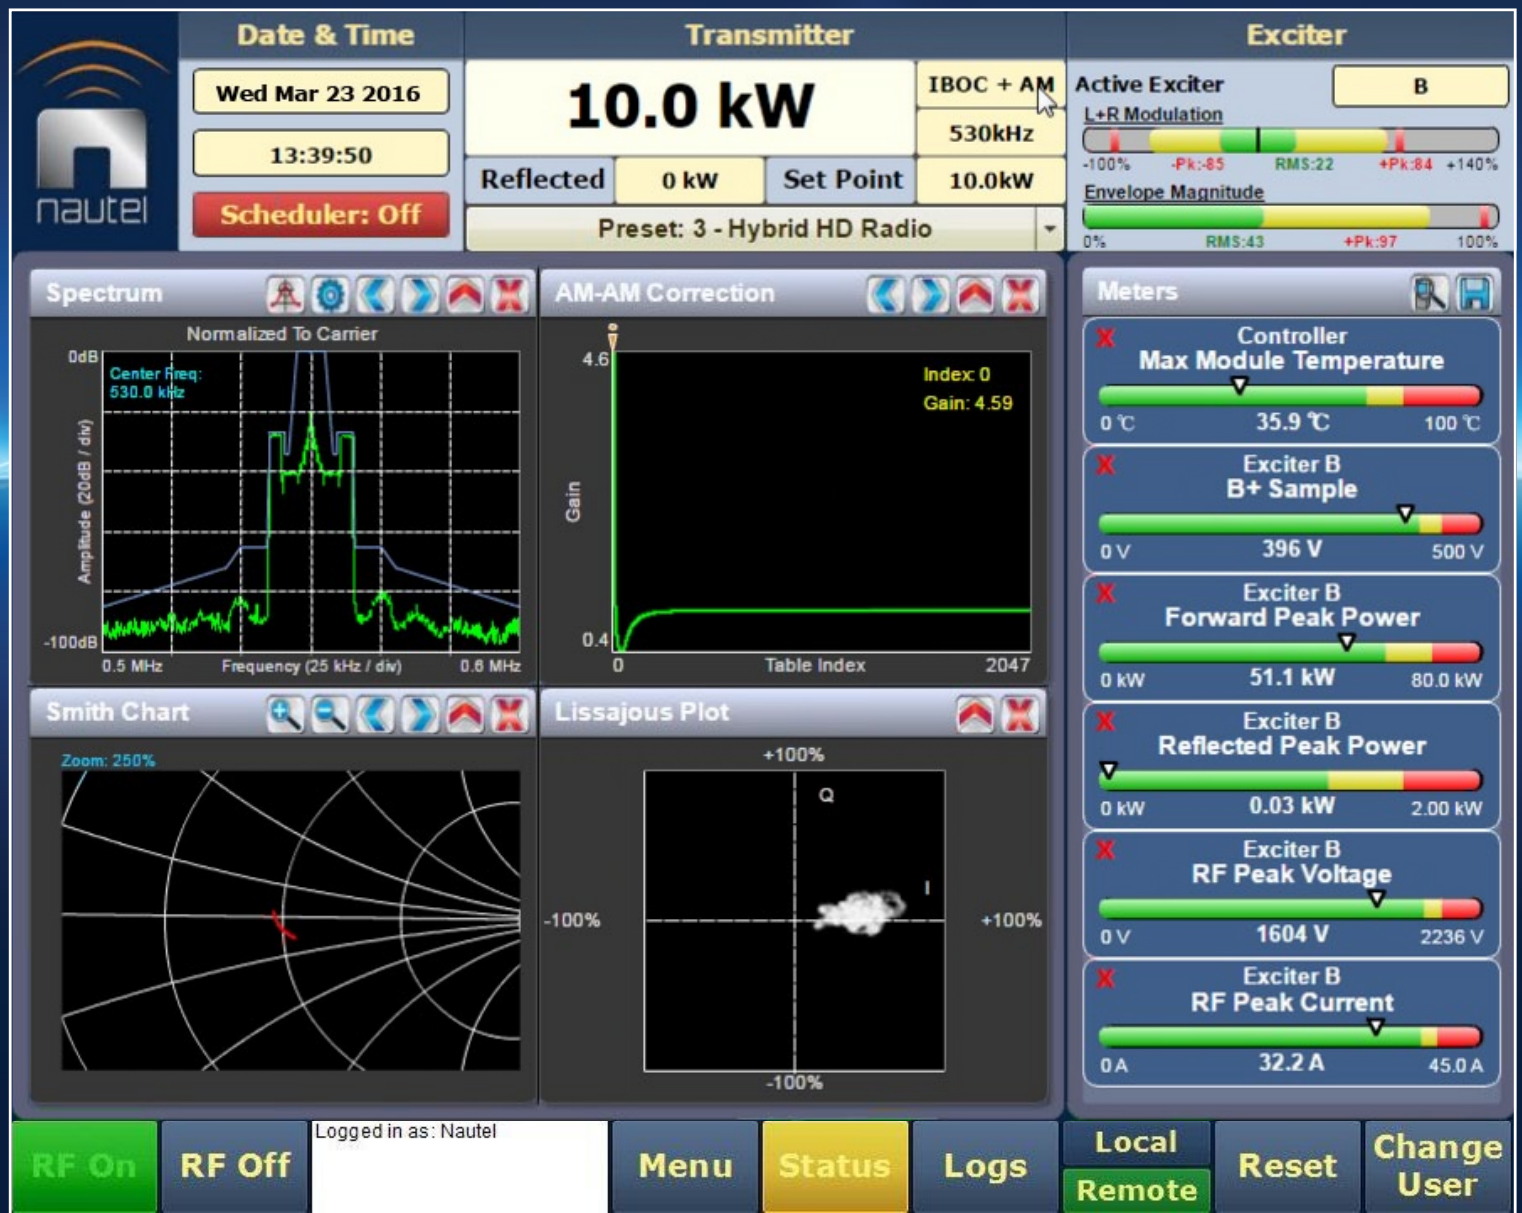 nautel
Date & Time
Wed Mar 23 2016
13:39:50
Scheduler: Off
Transmitter
10.0 kW
IBOC + AM
530kHz
Reflected
0 kW
Set Point
10.0kW
Preset: 3 - Hybrid HD Radio
Exciter
Active Exciter
B
L+R Modulation
-100%
-Pk:-85
RMS:22
+Pk:84
+140%
Envelope Magnitude
0%
RMS:43
+Pk:97
100%
Spectrum
Normalized To Carrier
0dB
Center Freq:
530.0 kHz
Amplitude (20dB / div)
-100dB
0.5 MHz
Frequency (25 kHz / div)
0.6 MHz
AM-AM Correction
4.6
Index: 0
Gain: 4.59
Gain
0.4
0
Table Index
2047
Smith Chart
Zoom: 250%
Lissajous Plot
+100%
Q
I
-100%
+100%
-100%
Meters
X
Controller
Max Module Temperature
0 °C
35.9 °C
100 °C
X
Exciter B
B+ Sample
0 V
396 V
500 V
X
Exciter B
Forward Peak Power
0 kW
51.1 kW
80.0 kW
X
Exciter B
Reflected Peak Power
0 kW
0.03 kW
2.00 kW
X
Exciter B
RF Peak Voltage
0 V
1604 V
2236 V
X
Exciter B
RF Peak Current
0 A
32.2 A
45.0 A
RF On
RF Off
Logged in as: Nautel
Menu
Status
Logs
Local
Remote
Reset
Change
User